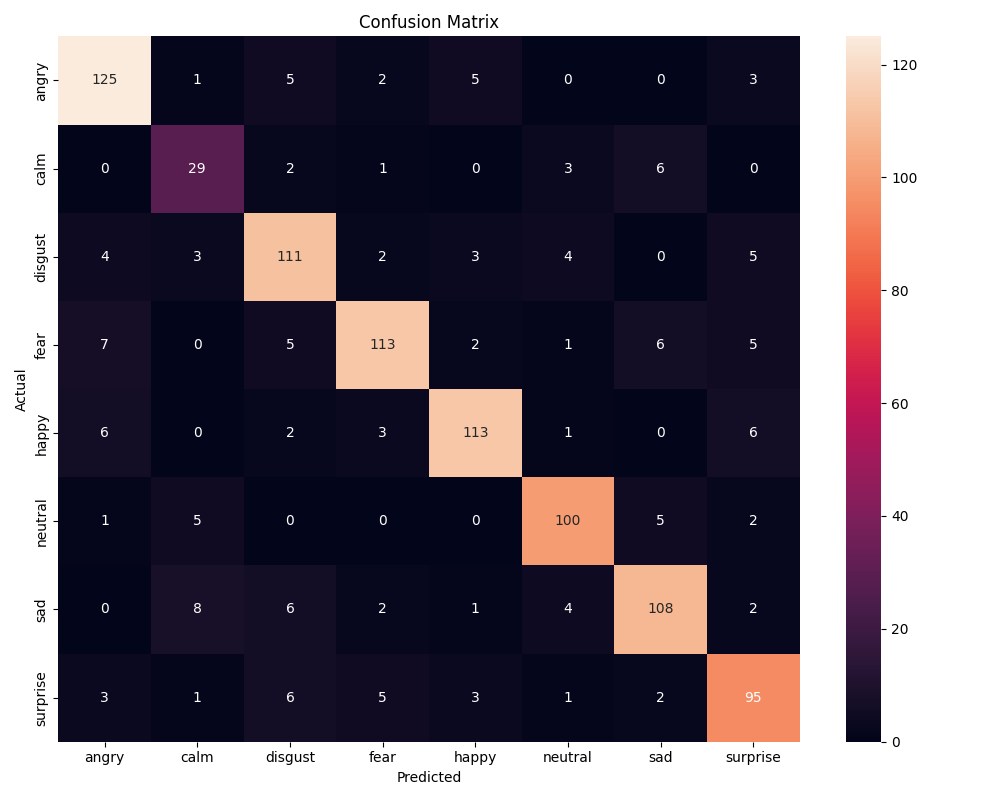 Confusion Matrix
angry 125 1 5 2 5 0 0 3
calm 0 29 2 1 0 3 6 0
disgust 4 3 111 2 3 4 0 5
fear 7 0 5 113 2 1 6 5
happy 6 0 2 3 113 1 0 6
neutral 1 5 0 0 0 100 5 2
sad 0 8 6 2 1 4 108 2
surprise 3 1 6 5 3 1 2 95
angry calm disgust fear happy neutral sad surprise
Predicted
Actual
120
100
80
60
40
20
0